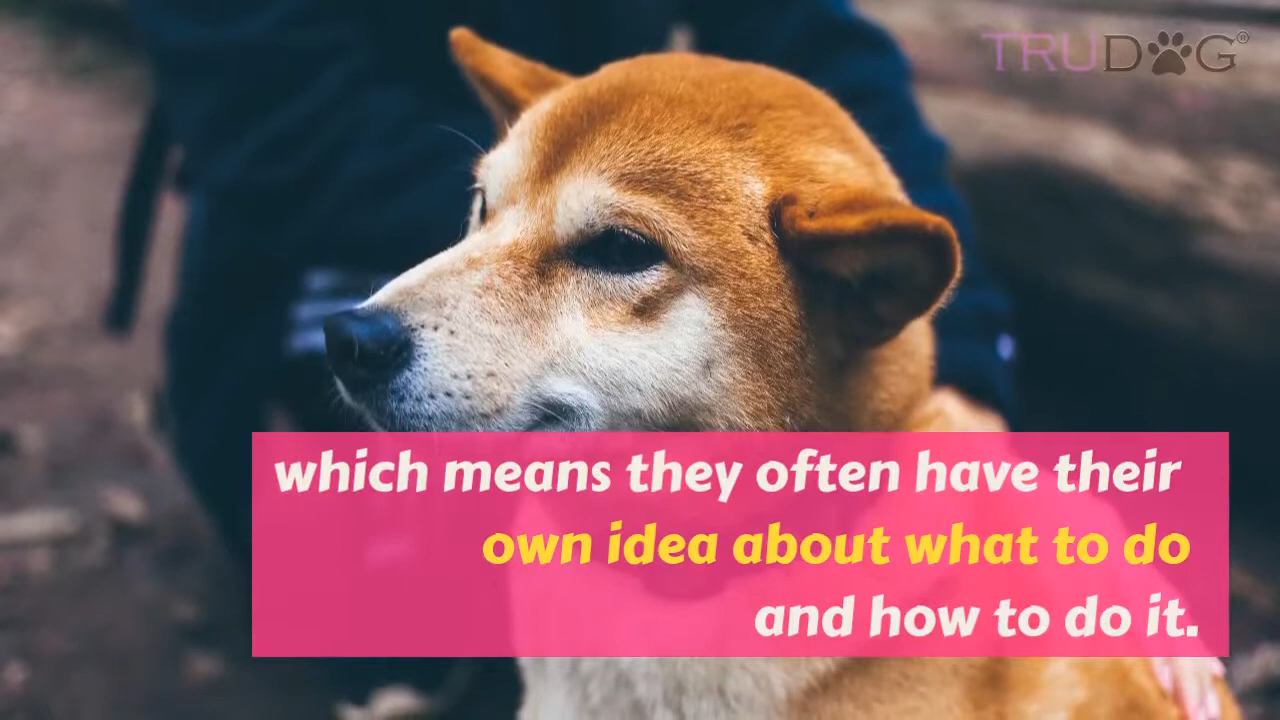 TRUDOG®
which means they often have their
own idea about what to do
and how to do it.